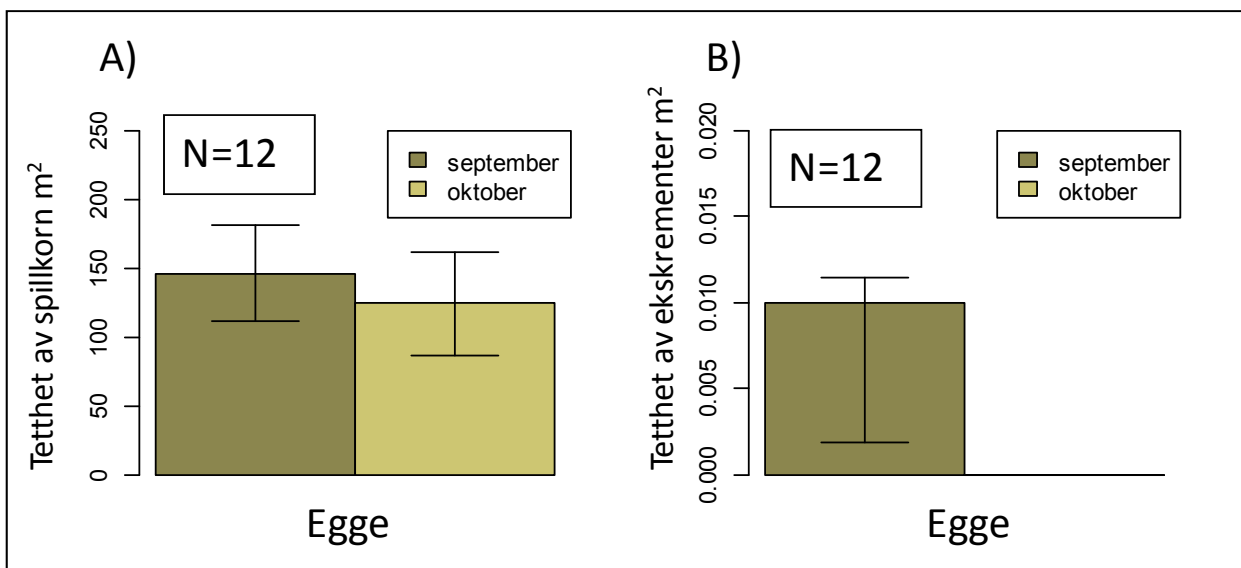 A)
Tetthet av spillkorn m²
250
200
150
100
50
0
N=12
september
oktober
Egge
B)
Tetthet av ekskrementer m²
0.020
0.015
0.010
0.005
0.000
N=12
september
oktober
Egge